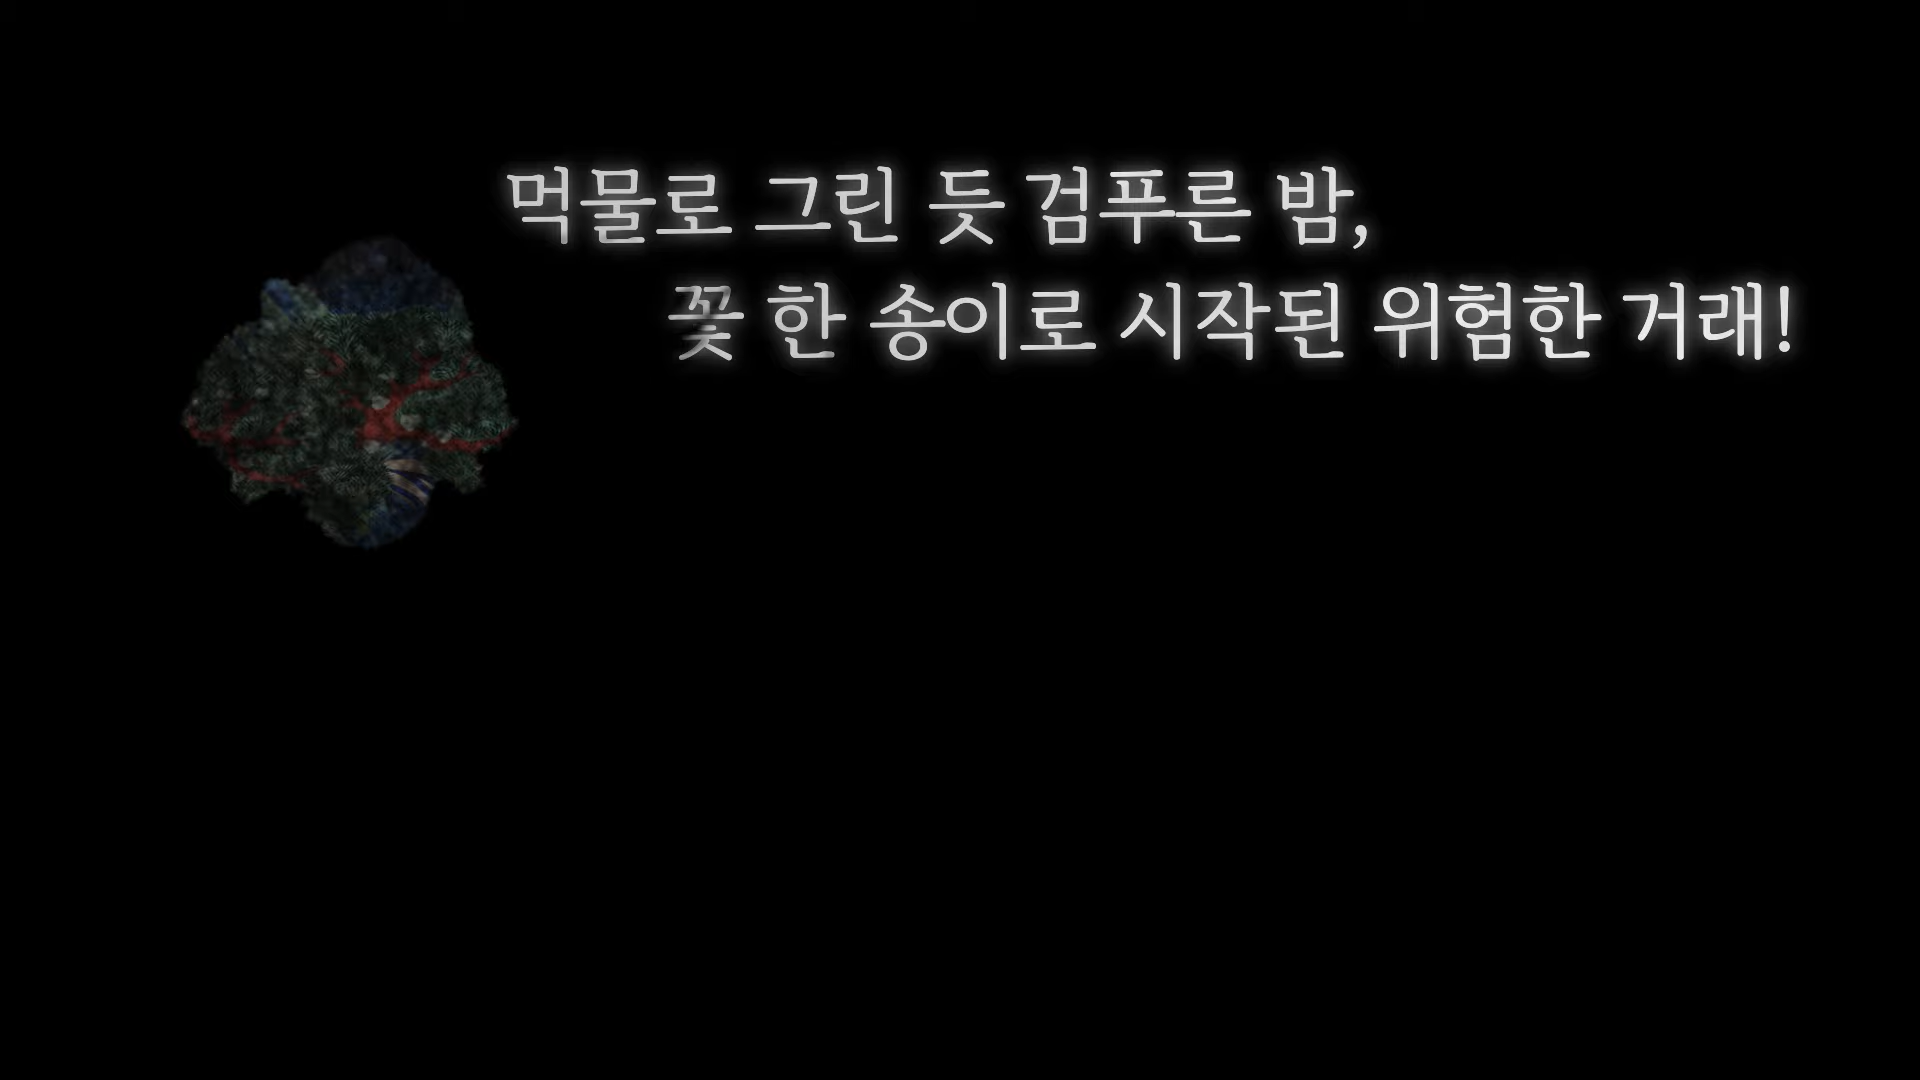 먹물로 그린 듯 검푸른 밤,
꽃 한 송이로 시작된 위험한 거래!